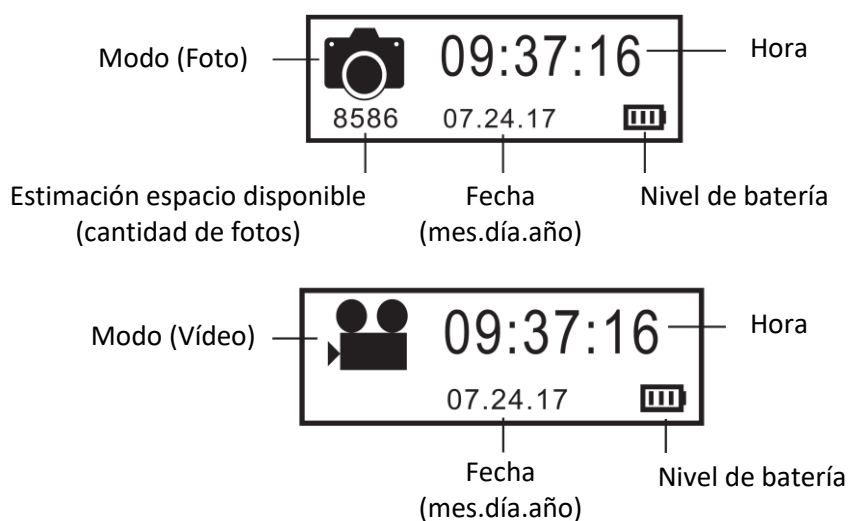 Modo (Foto)
09:37:16
Hora
8586
07.24.17
Estimación espacio disponible
(cantidad de fotos)
Fecha
(mes.día.año)
Nivel de batería
Modo (Vídeo)
09:37:16
Hora
07.24.17
Fecha
(mes.día.año)
Nivel de batería